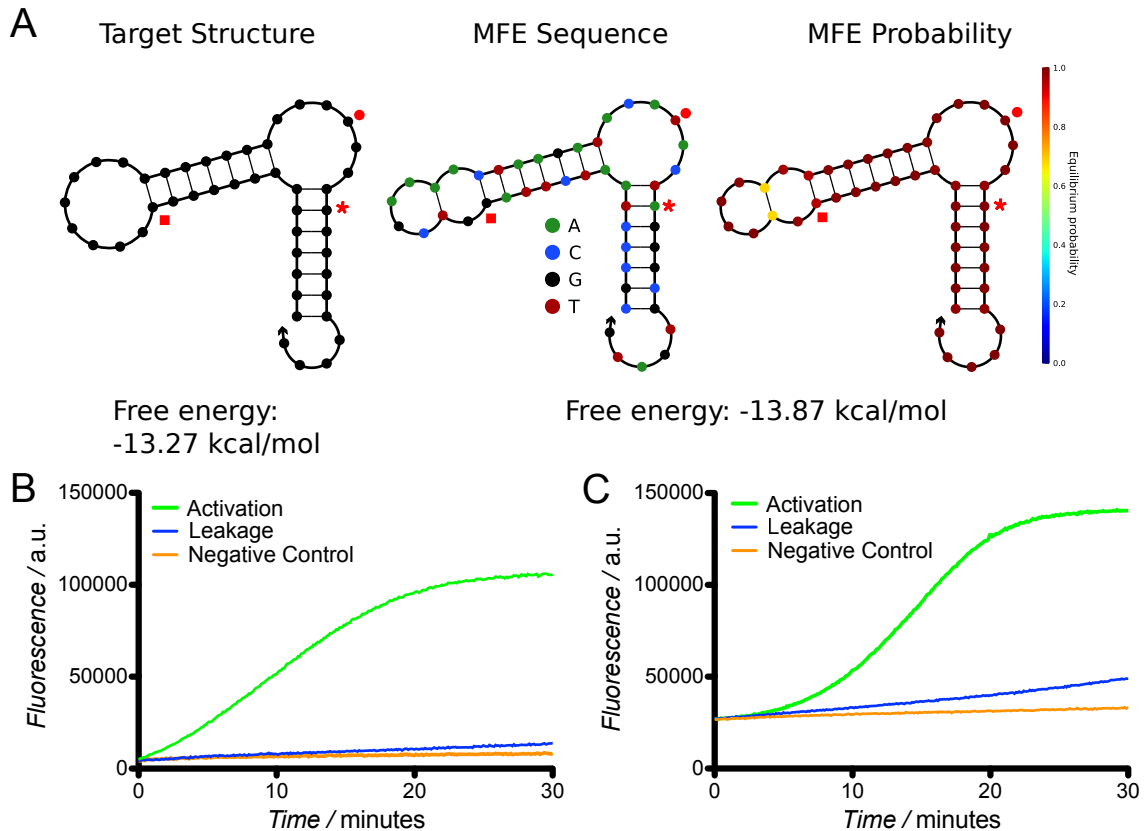 A
Target Structure
MFE Sequence
MFE Probability
A
C
G
T
1.0
0.8
0.6
0.4
0.2
0.0
Equilibrium probability
Free energy:
-13.27 kcal/mol
Free energy: -13.87 kcal/mol
B
150000
100000
50000
0
Fluorescence / a.u.
Activation
Leakage
Negative Control
0
10
20
30
Time / minutes
C
150000
100000
50000
0
Fluorescence / a.u.
Activation
Leakage
Negative Control
0
10
20
30
Time / minutes